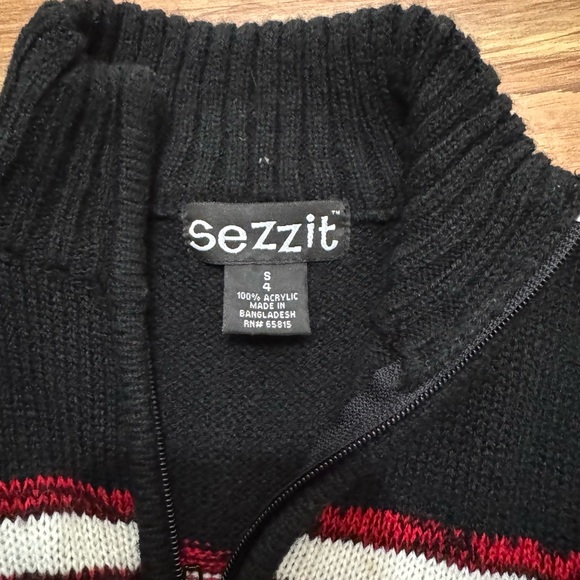 sezzit™
S
4
100% ACRYLIC
MADE IN
BANGLADESH
RN# 65815